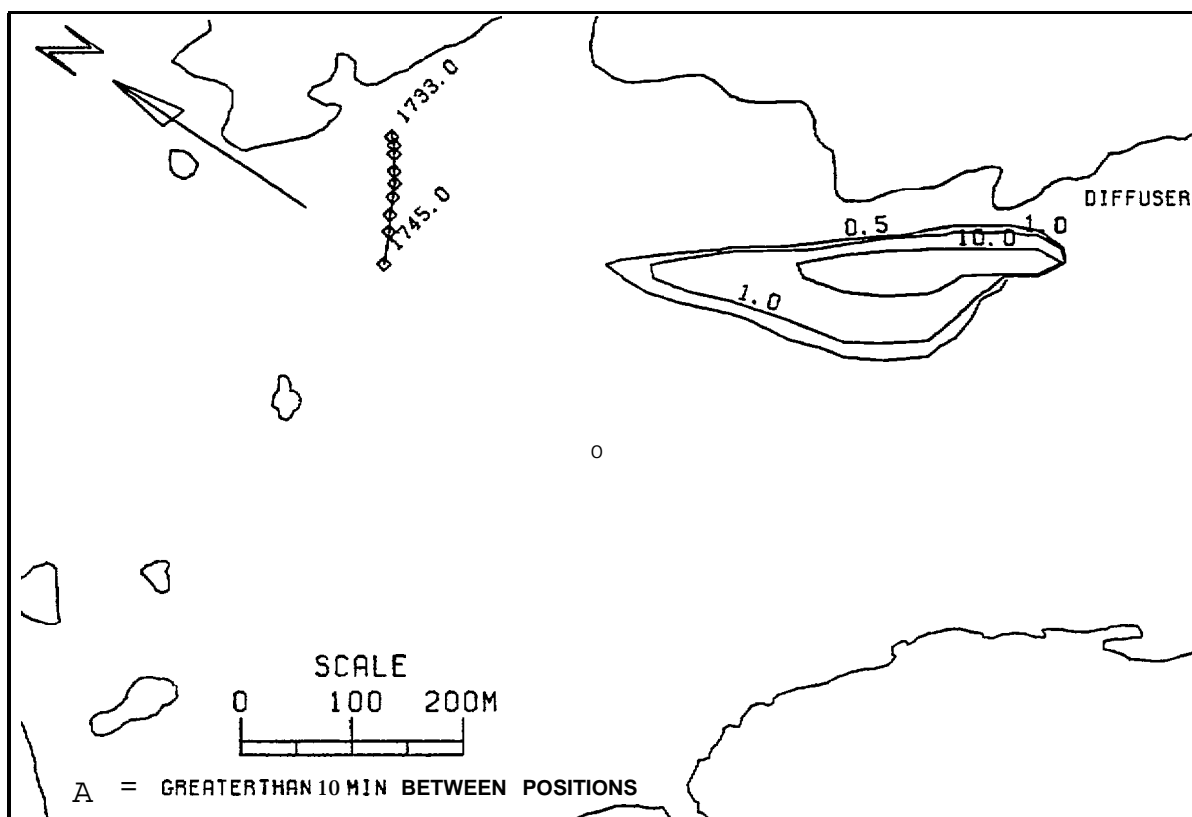 N
1733.0
1745.0
DIFFUSER
0.5
1.0
10.0
1.0
O
SCALE
0 100 200M
A = GREATERTHAN 10 MIN BETWEEN POSITIONS